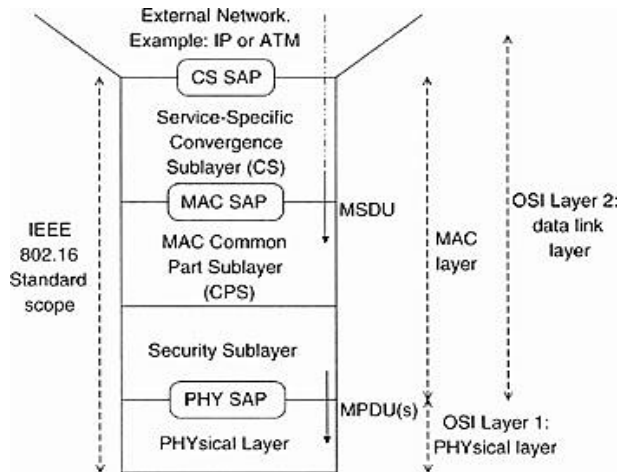 External Network.
Example: IP or ATM
CS SAP
Service-Specific
Convergence
Sublayer (CS)
MAC SAP
MSDU
MAC Common
Part Sublayer
(CPS)
Security Sublayer
PHY SAP
MPDU(s)
PHYsical Layer
IEEE
802.16
Standard
scope
MAC
layer
OSI Layer 2:
data link
layer
OSI Layer 1:
PHYsical layer